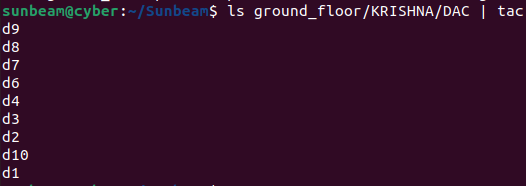 sunbeam@cyber:~/Sunbeam$ ls ground_floor/KRISHNA/DAC | tac
d9
d8
d7
d6
d4
d3
d2
d10
d1